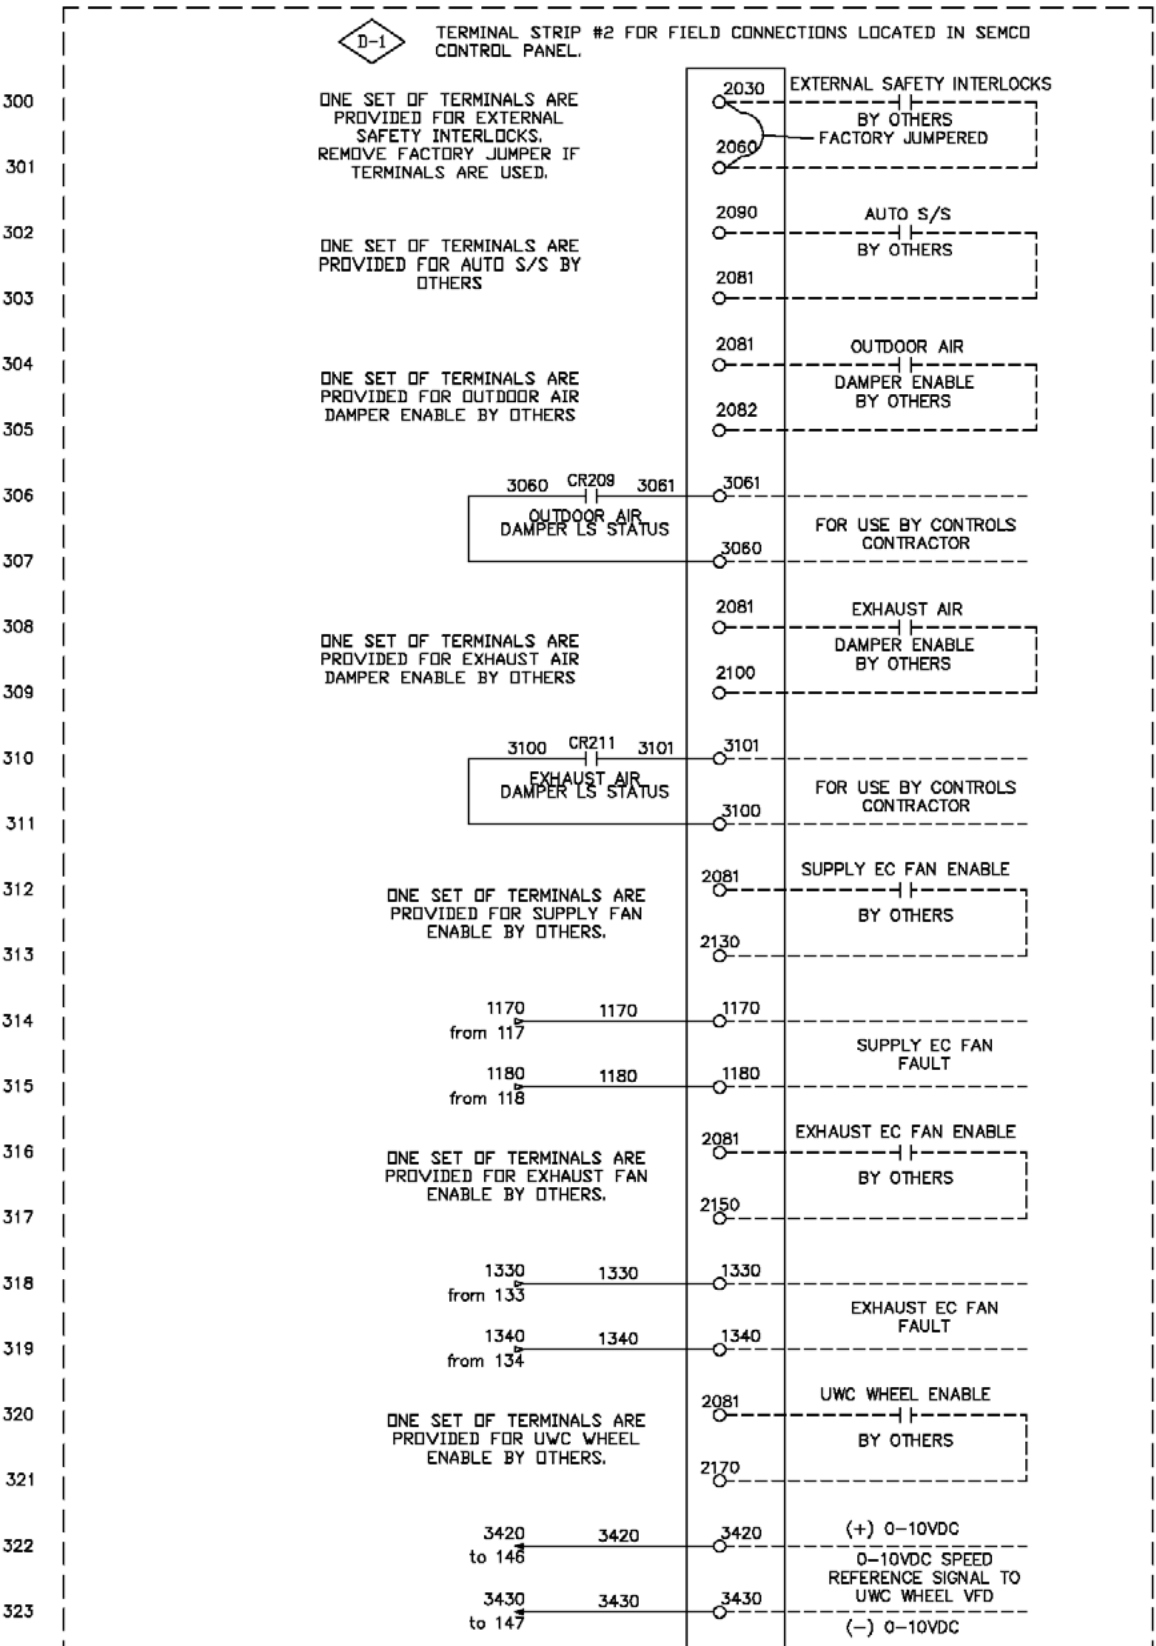 D-1
TERMINAL STRIP #2 FOR FIELD CONNECTIONS LOCATED IN SEMCO
CONTROL PANEL.
300
ONE SET OF TERMINALS ARE
PROVIDED FOR EXTERNAL
SAFETY INTERLOCKS.
REMOVE FACTORY JUMPER IF
TERMINALS ARE USED.
2030
EXTERNAL SAFETY INTERLOCKS
BY OTHERS
FACTORY JUMPERED
301
2060
302
2090
AUTO S/S
BY OTHERS
ONE SET OF TERMINALS ARE
PROVIDED FOR AUTO S/S BY
OTHERS
303
2081
304
2081
OUTDOOR AIR
DAMPER ENABLE
BY OTHERS
ONE SET OF TERMINALS ARE
PROVIDED FOR OUTDOOR AIR
DAMPER ENABLE BY OTHERS
305
2082
306
3060 CR209 3061
3061
OUTDOOR AIR
DAMPER LS STATUS
FOR USE BY CONTROLS
CONTRACTOR
307
3060
308
2081
EXHAUST AIR
DAMPER ENABLE
BY OTHERS
ONE SET OF TERMINALS ARE
PROVIDED FOR EXHAUST AIR
DAMPER ENABLE BY OTHERS
309
2100
310
3100 CR211 3101
3101
EXHAUST AIR
DAMPER LS STATUS
FOR USE BY CONTROLS
CONTRACTOR
311
3100
312
2081
SUPPLY EC FAN ENABLE
BY OTHERS
ONE SET OF TERMINALS ARE
PROVIDED FOR SUPPLY FAN
ENABLE BY OTHERS.
313
2130
314
1170
from 117
1170
1170
SUPPLY EC FAN
FAULT
315
1180
from 118
1180
1180
316
2081
EXHAUST EC FAN ENABLE
BY OTHERS
ONE SET OF TERMINALS ARE
PROVIDED FOR EXHAUST FAN
ENABLE BY OTHERS.
317
2150
318
1330
from 133
1330
1330
EXHAUST EC FAN
FAULT
319
1340
from 134
1340
1340
320
2081
UWC WHEEL ENABLE
BY OTHERS
ONE SET OF TERMINALS ARE
PROVIDED FOR UWC WHEEL
ENABLE BY OTHERS.
321
2170
322
3420
to 146
3420
3420
(+) 0-10VDC
0-10VDC SPEED
REFERENCE SIGNAL TO
UWC WHEEL VFD
323
3430
to 147
3430
3430
(-) 0-10VDC